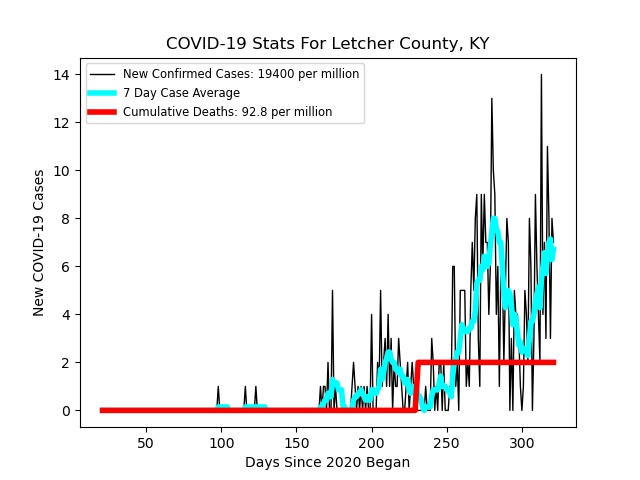 COVID-19 Stats For Letcher County, KY
New Confirmed Cases: 19400 per million
7 Day Case Average
Cumulative Deaths: 92.8 per million
New COVID-19 Cases
14
12
10
8
6
4
2
0
50 100 150 200 250 300
Days Since 2020 Began